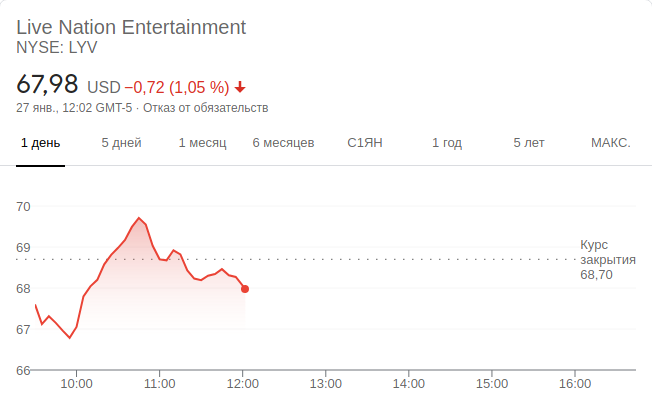 Live Nation Entertainment
NYSE: LYV
67,98 USD −0,72 (1,05 %)
27 янв., 12:02 GMT-5 · Отказ от обязательств
1 день 5 дней 1 месяц 6 месяцев С1ЯН 1 год 5 лет МАКС.
70
69
68
67
66
Курс
закрытия
68,70
10:00 11:00 12:00 13:00 14:00 15:00 16:00